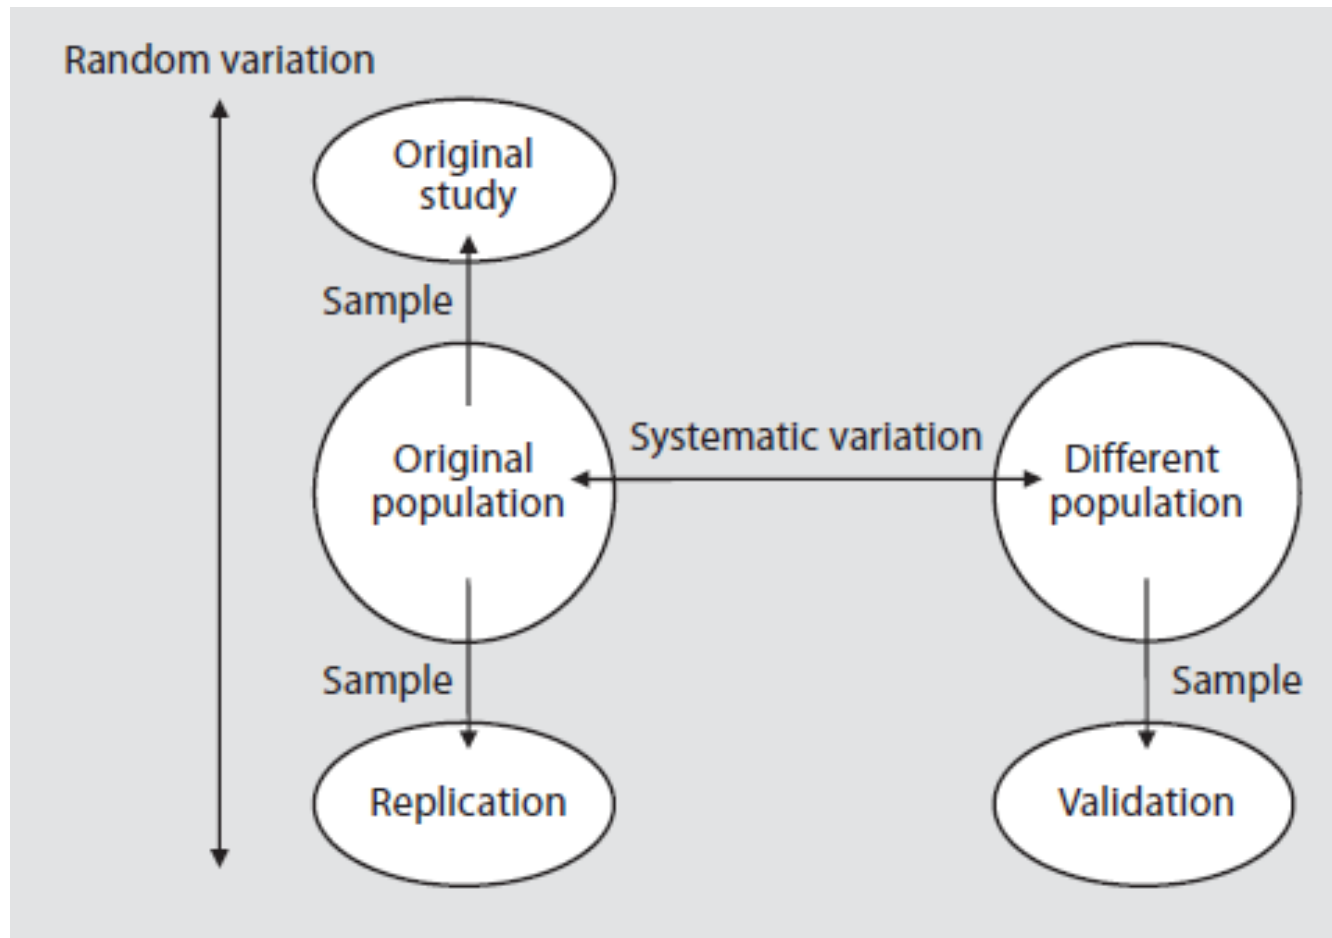 Random variation
Original
study
Sample
Original
population
Systematic variation
Different
population
Sample
Sample
Replication
Validation